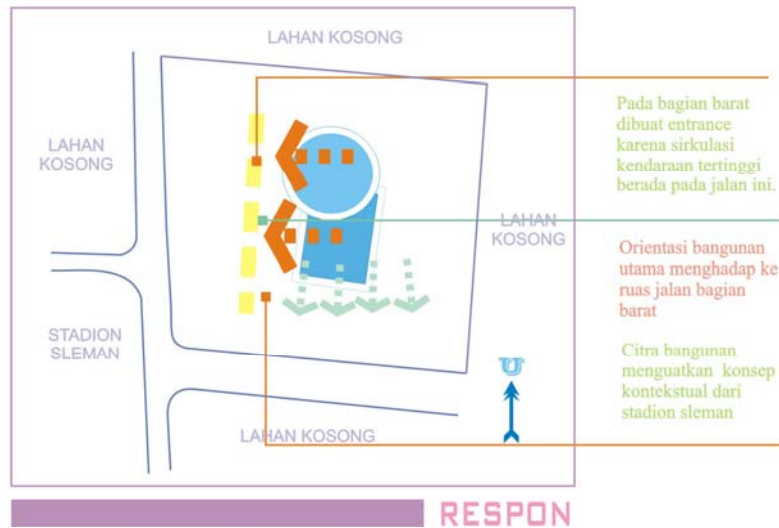 LAHAN KOSONG
LAHAN
KOSONG
LAHAN
KOSONG
STADION
SLEMAN
U
LAHAN KOSONG
Pada bagian barat
dibuat entrance
karena sirkulasi
kendaraan tertinggi
berada pada jalan ini.
Orientasi bangunan
utama menghadap ke
ruas jalan bagian
barat
Citra bangunan
menguatkan konsep
kontekstual dari
stadion sleman
RESPON